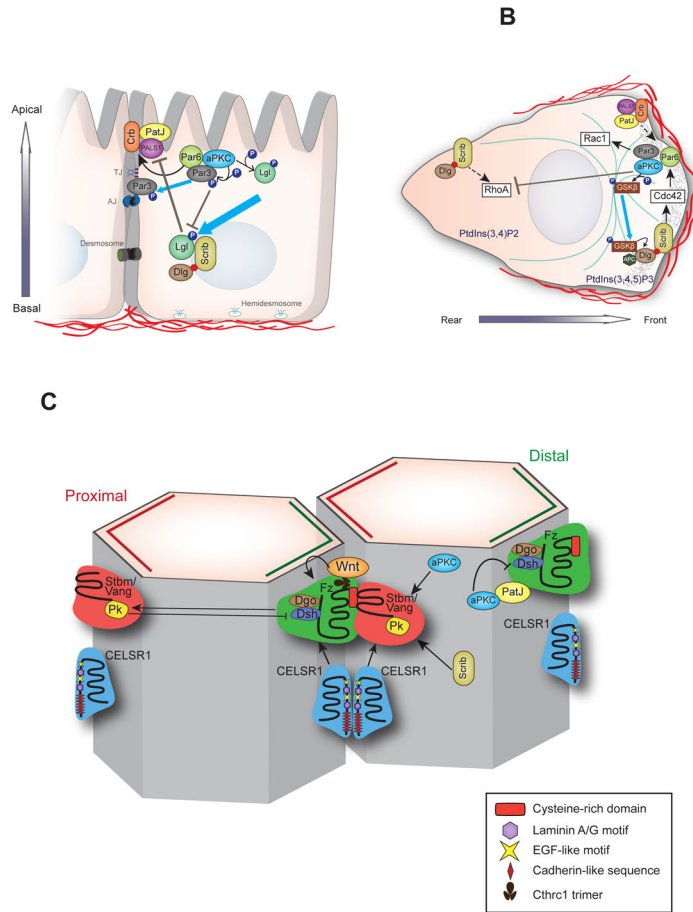 B
Apical
Basal
Crb
PatJ
PALS1
Par6
aPKC
Par3
P
P
P
P
Lgl
TJ
Par3
P
AJ
P
Lgl
Scrib
Dlg
Desmosome
Hemidesmosome
PALS1
Crb
PatJ
Rac1
Par3
Par6
aPKC
Scrib
Dlg
RhoA
P
P
GSKβ
Cdc42
PtdIns(3,4)P2
P
GSKβ
Scrib
APC
Dlg
PtdIns(3,4,5)P3
Rear
Front
C
Distal
Proximal
Wnt
aPKC
Fz
Dgo
Dsh
Stbm/
Vang
Pk
Fz
Dgo
Dsh
Stbm/
Vang
Pk
aPKC
PatJ
CELSR1
CELSR1
CELSR1
CELSR1
Scrib
Cysteine-rich domain
Laminin A/G motif
EGF-like motif
Cadherin-like sequence
Cthrc1 trimer